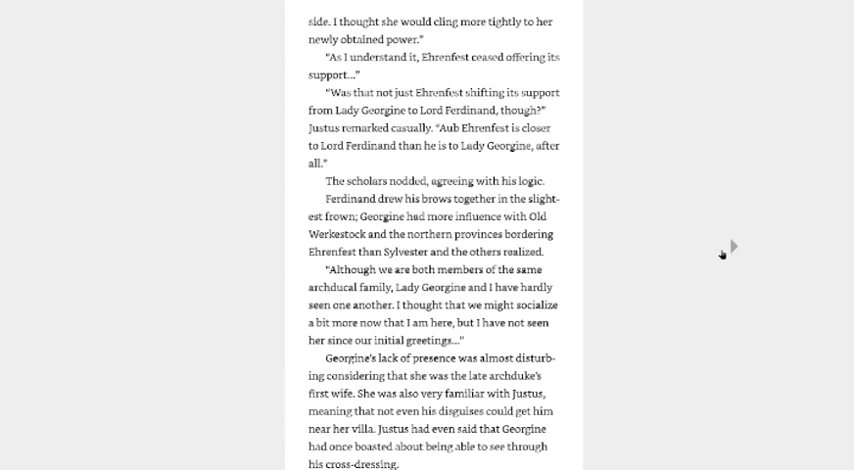 side. I thought she would cling more tightly to her
newly obtained power.”
“As I understand it, Ehrenfest ceased offering its
support...”
“Was that not just Ehrenfest shifting its support
from Lady Georgine to Lord Ferdinand, though?”
Justus remarked casually. “Aub Ehrenfest is closer
to Lord Ferdinand than he is to Lady Georgine, after
all.”
The scholars nodded, agreeing with his logic.
Ferdinand drew his brows together in the slight-
est frown; Georgine had more influence with Old
Werkestock and the northern provinces bordering
Ehrenfest than Sylvester and the others realized.
“Although we are both members of the same
archducal family, Lady Georgine and I have hardly
seen one another. I thought that we might socialize
a bit more now that I am here, but I have not seen
her since our initial greetings...”
Georgine’s lack of presence was almost disturb-
ing considering that she was the late archduke’s
first wife. She was also very familiar with Justus,
meaning that not even his disguises could get him
near her villa. Justus had even said that Georgine
had once boasted about being able to see through
his cross-dressing.